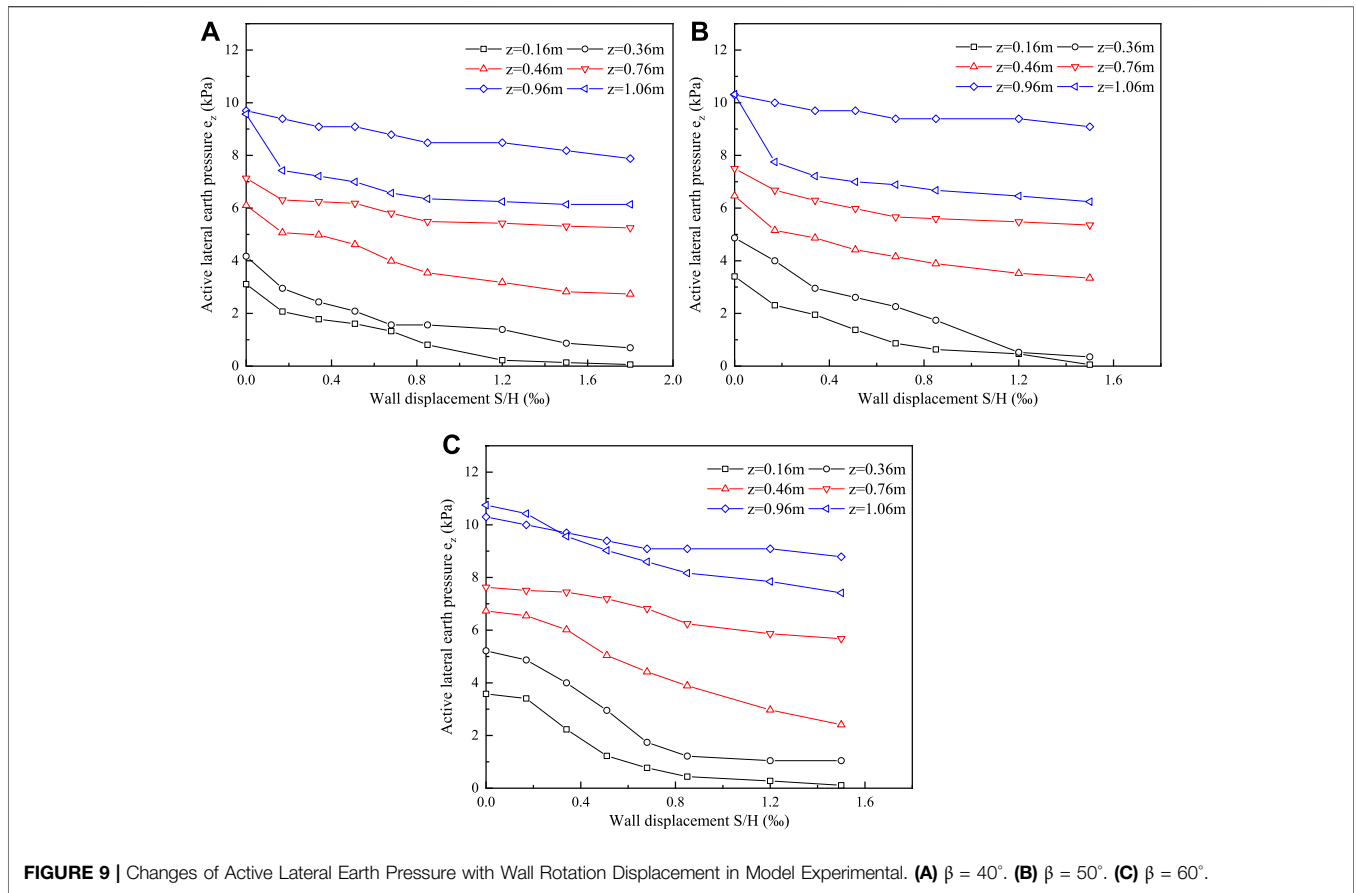 A
z=0.16m z=0.36m
z=0.46m z=0.76m
z=0.96m z=1.06m
Active lateral earth pressure e_z (kPa)
12
10
8
6
4
2
0
0.0 0.4 0.8 1.2 1.6 2.0
Wall displacement S/H (‰)
B
z=0.16m z=0.36m
z=0.46m z=0.76m
z=0.96m z=1.06m
Active lateral earth pressure e_z (kPa)
12
10
8
6
4
2
0
0.0 0.4 0.8 1.2 1.6
Wall displacement S/H (‰)
C
z=0.16m z=0.36m
z=0.46m z=0.76m
z=0.96m z=1.06m
Active lateral earth pressure e_z (kPa)
12
10
8
6
4
2
0
0.0 0.4 0.8 1.2 1.6
Wall displacement S/H (‰)
FIGURE 9 | Changes of Active Lateral Earth Pressure with Wall Rotation Displacement in Model Experimental. (A) β = 40°. (B) β = 50°. (C) β = 60°.